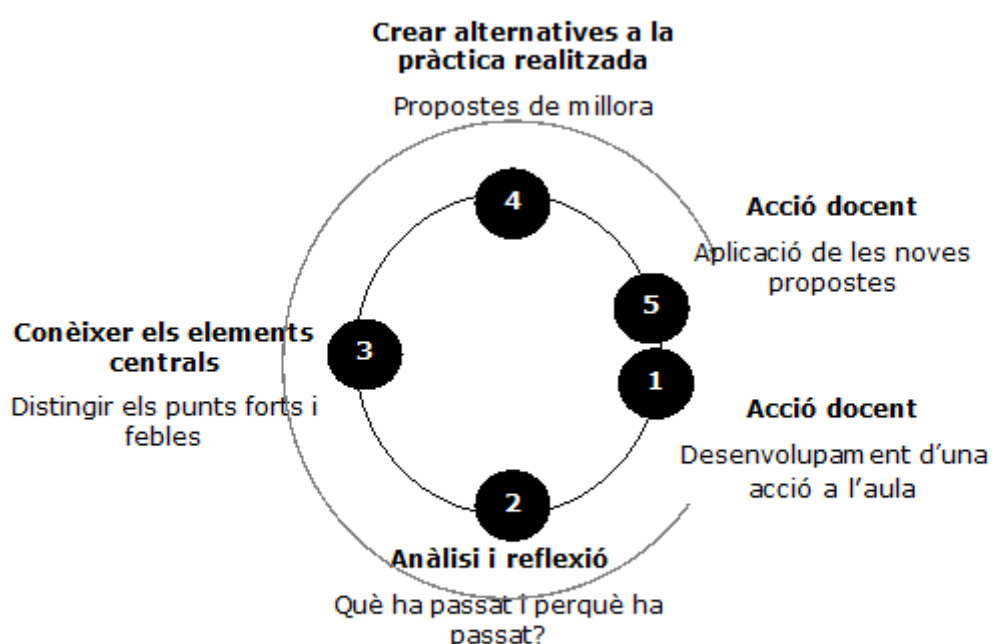 Crear alternatives a la
pràctica realitzada
Propostes de millora
4
Acció docent
Aplicació de les noves
propostes
5
Conèixer els elements
centrals
Distingir els punts forts i
febles
3
1
Acció docent
Desenvolupament d'una
acció a l'aula
2
Anàlisi i reflexió
Què ha passat i perquè ha
passat?